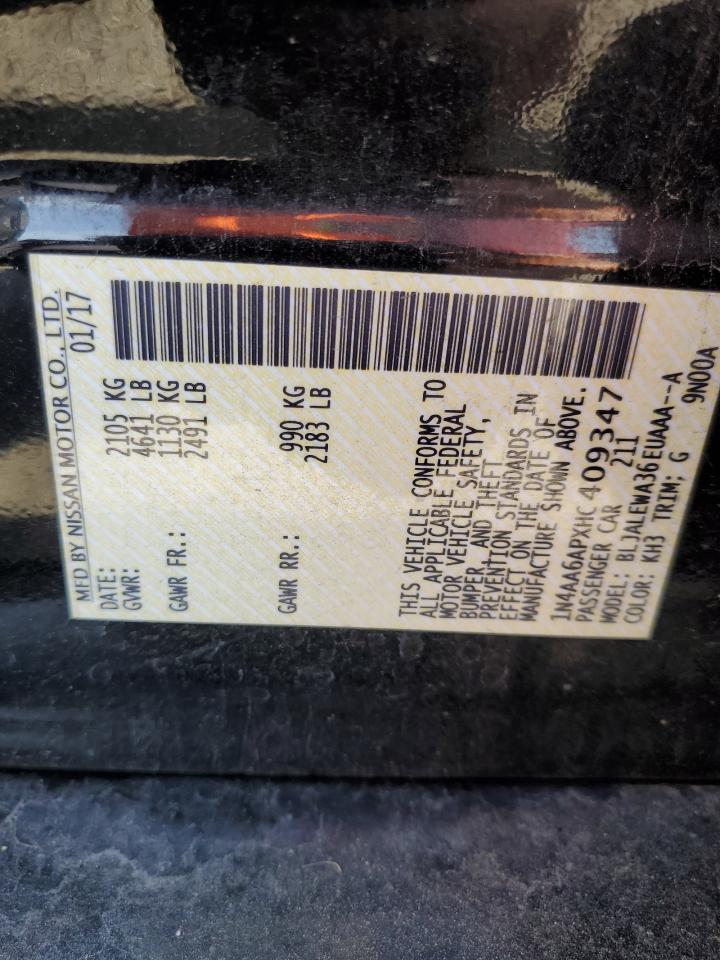 MFD BY NISSAN MOTOR CO., LTD.
DATE: 01/17
GVWR: 2105 KG
4641 LB
GAWR FR.: 1130 KG
2491 LB
GAWR RR.: 990 KG
2183 LB
THIS VEHICLE CONFORMS TO
ALL APPLICABLE FEDERAL
MOTOR VEHICLE SAFETY,
BUMPER, AND THEFT
PREVENTION STANDARDS IN
EFFECT ON THE DATE OF
MANUFACTURE SHOWN ABOVE.
1N4AA6APXHC409347
PASSENGER CAR 211
MODEL: BLJALEWA36EUAAA--A
COLOR: KH3 TRIM; G 9N00A